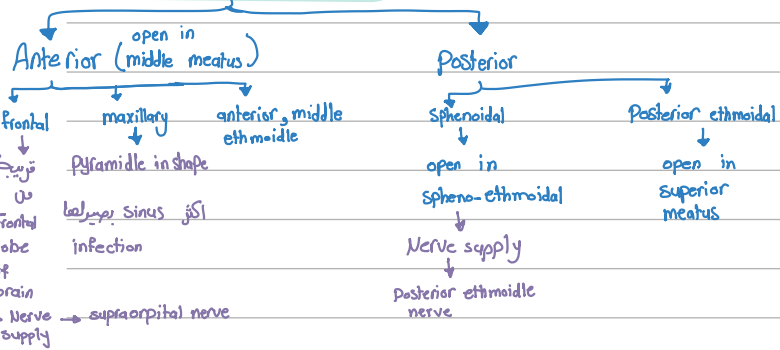 open in
Anterior (middle meatus)
Posterior
frontal
maxillary
anterior, middle
ethmoidle
sphenoidal
Posterior ethmoidal
pyramidle in shape
اكثر sinus بصيرلها
infection
open in
spheno-ethmoidal
Nerve supply
Posterior ethmoidle
nerve
open in
superior
meatus
من
frontal
lobe
of
brain
Nerve → supraorpital nerve
supply